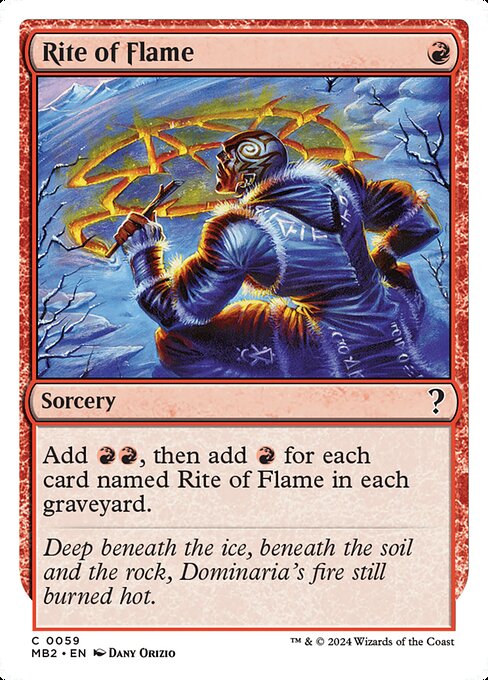 Rite of Flame
Sorcery
?
Add , then add for each
card named Rite of Flame in each
graveyard.
Deep beneath the ice, beneath the soil
and the rock, Dominaria's fire still
burned hot.
C 0059
MB2 • EN Dany Orizio
™ & © 2024 Wizards of the Coast